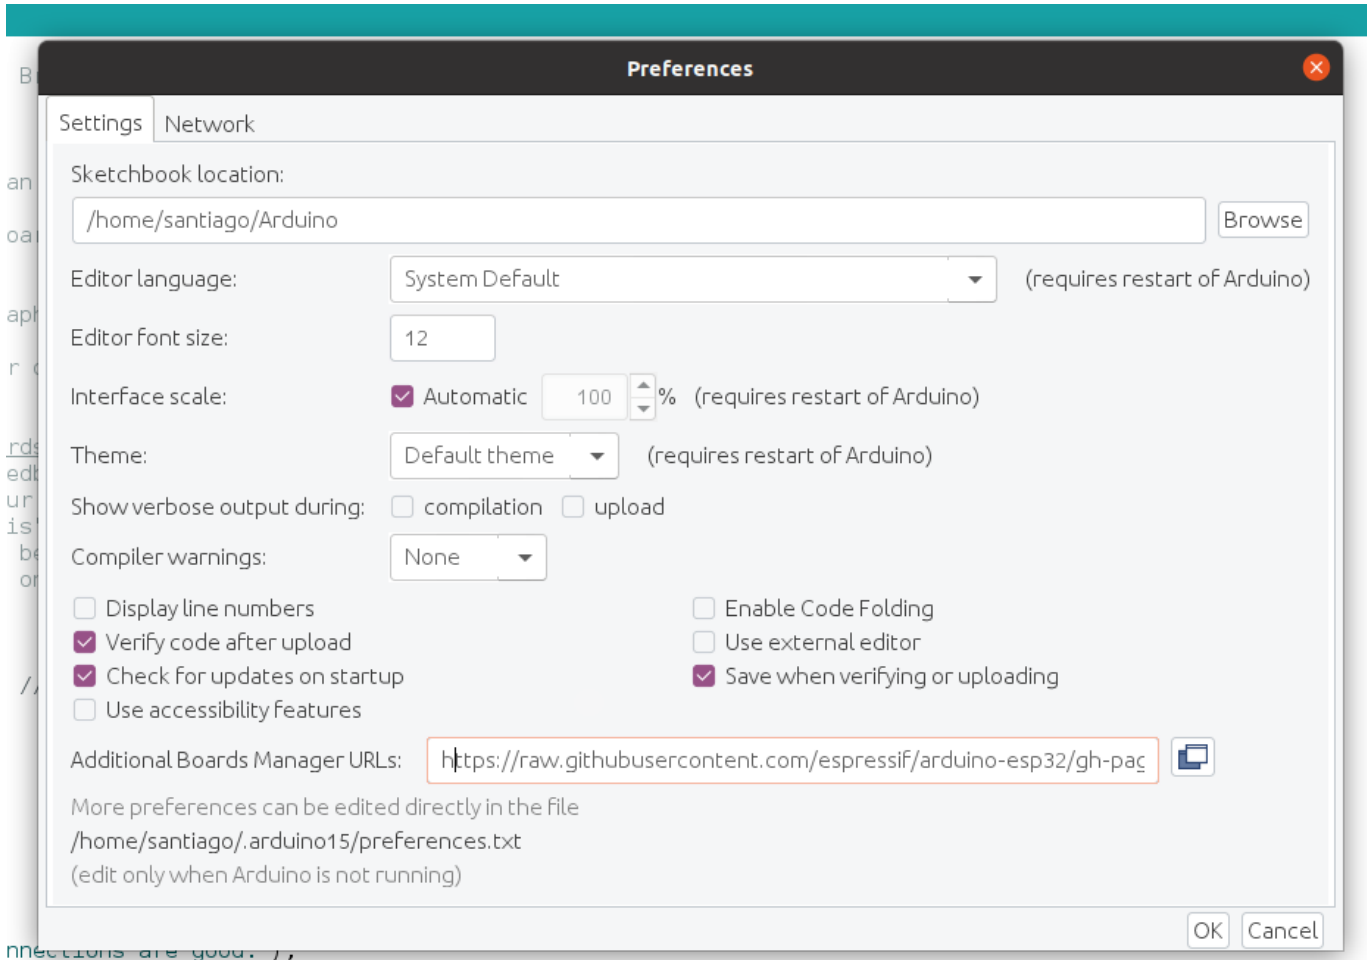 Preferences
Settings Network
Sketchbook location:
/home/santiago/Arduino Browse
Editor language: System Default (requires restart of Arduino)
Editor font size: 12
Interface scale: Automatic 100 % (requires restart of Arduino)
Theme: Default theme (requires restart of Arduino)
Show verbose output during: compilation upload
Compiler warnings: None
Display line numbers Enable Code Folding
Verify code after upload Use external editor
Check for updates on startup Save when verifying or uploading
//
Use accessibility features
Additional Boards Manager URLs: https://raw.githubusercontent.com/espressif/arduino-esp32/gh-pag
More preferences can be edited directly in the file
/home/santiago/.arduino15/preferences.txt
(edit only when Arduino is not running)
OK Cancel
nnections are good.");